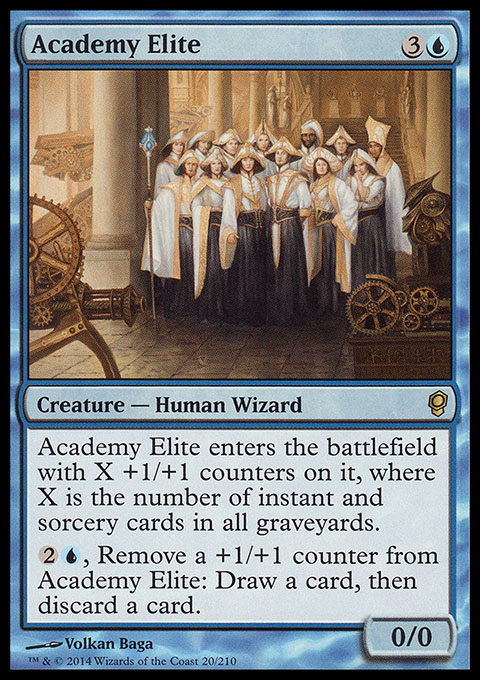 Academy Elite 3
Creature — Human Wizard
Academy Elite enters the battlefield
with X +1/+1 counters on it, where
X is the number of instant and
sorcery cards in all graveyards.
2, Remove a +1/+1 counter from
Academy Elite: Draw a card, then
discard a card.
0/0
Volkan Baga
™ & © 2014 Wizards of the Coast 20/210